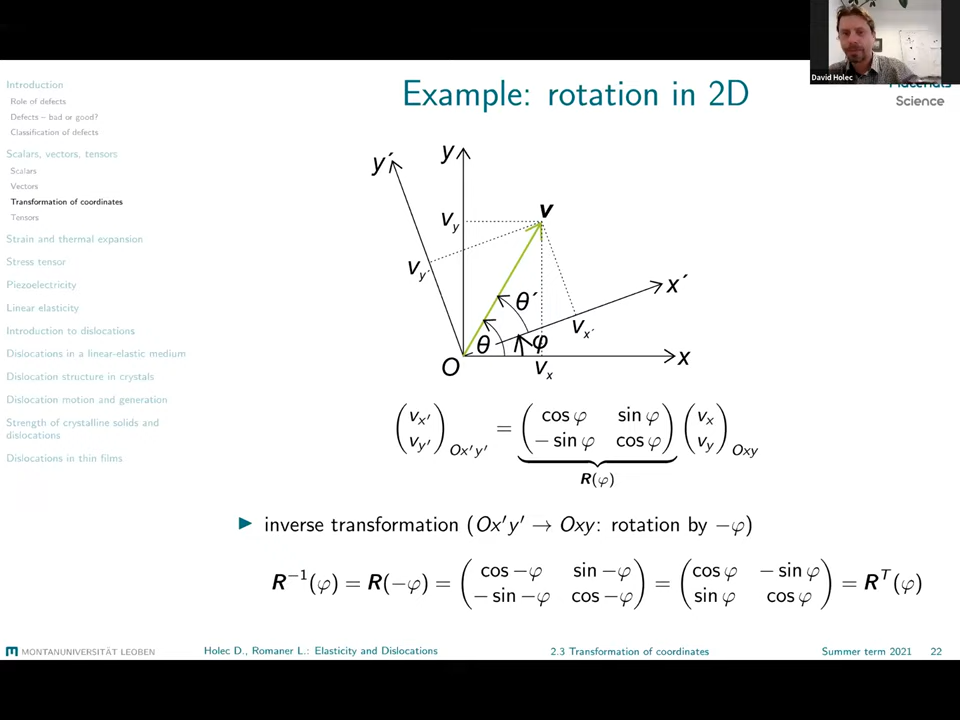 David Holec
Materials
Science
Introduction
Role of defects
Defects – bad or good?
Classification of defects
Scalars, vectors, tensors
Scalars
Vectors
Transformation of coordinates
Tensors
Strain and thermal expansion
Stress tensor
Piezoelectricity
Linear elasticity
Introduction to dislocations
Dislocations in a linear-elastic medium
Dislocation structure in crystals
Dislocation motion and generation
Strength of crystalline solids and
dislocations
Dislocations in thin films
Example: rotation in 2D
y´ y
v_y v
v_y´ θ´ x´
θ φ v_x´
O v_x x
(v_x′ v_y′)_Ox′y′ = (cos φ sin φ − sin φ cos φ) (v_x v_y)_Oxy
R(φ)
▶ inverse transformation (Ox′y′ → Oxy: rotation by −φ)
R⁻¹(φ) = R(−φ) = (cos −φ sin −φ − sin −φ cos −φ) = (cos φ − sin φ sin φ cos φ) = Rᵀ(φ)
MONTANUNIVERSITÄT LEOBEN Holec D., Romaner L.: Elasticity and Dislocations 2.3 Transformation of coordinates Summer term 2021 22